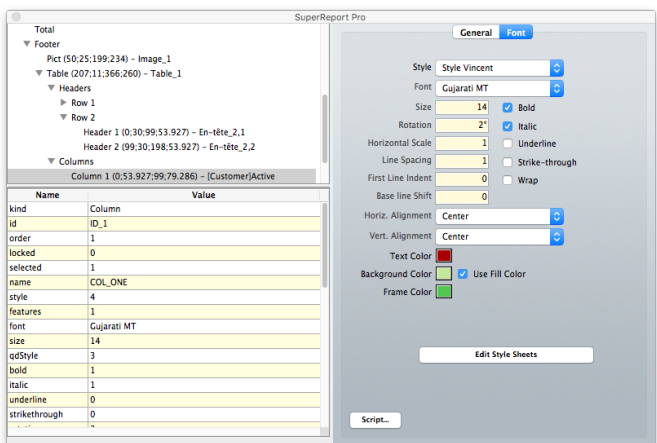 SuperReport Pro
Total
Footer
Pict (50;25;199;234) - Image_1
Table (207;11;366;260) - Table_1
Headers
Row 1
Row 2
Header 1 (0;30;99;53.927) - En-tête_2,1
Header 2 (99;30;198;53.927) - En-tête_2,2
Columns
Column 1 (0;53.927;99;79.286) - [Customer]Active
Name Value
kind Column
id ID_1
order 1
locked 0
selected 1
name COL_ONE
style 4
features 1
font Gujarati MT
size 14
qdStyle 3
bold 1
italic 1
underline 0
strikethrough 0
General Font
Style Style Vincent
Font Gujarati MT
Size 14 Bold
Rotation 2° Italic
Horizontal Scale 1 Underline
Line Spacing 1 Strike-through
First Line Indent 0 Wrap
Base line Shift 0
Horiz. Alignment Center
Vert. Alignment Center
Text Color
Background Color Use Fill Color
Frame Color
Edit Style Sheets
Script...